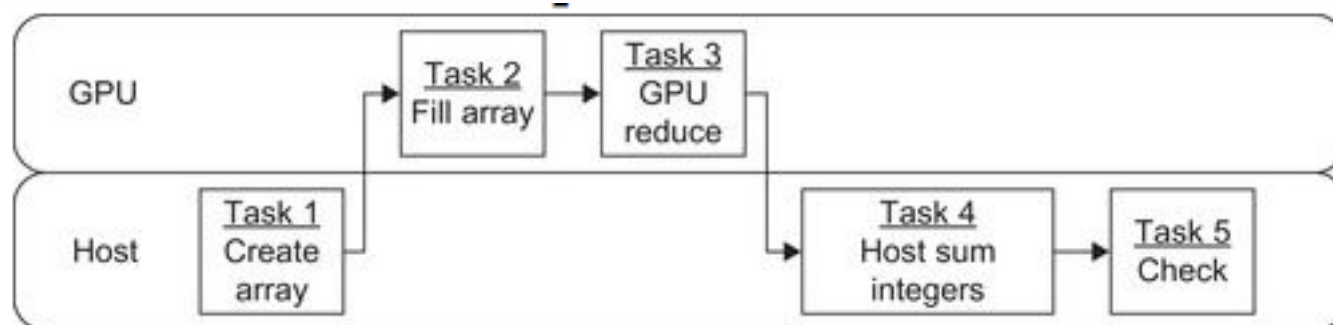 GPU
Task 2
Fill array
Task 3
GPU
reduce
Host
Task 1
Create
array
Task 4
Host sum
integers
Task 5
Check